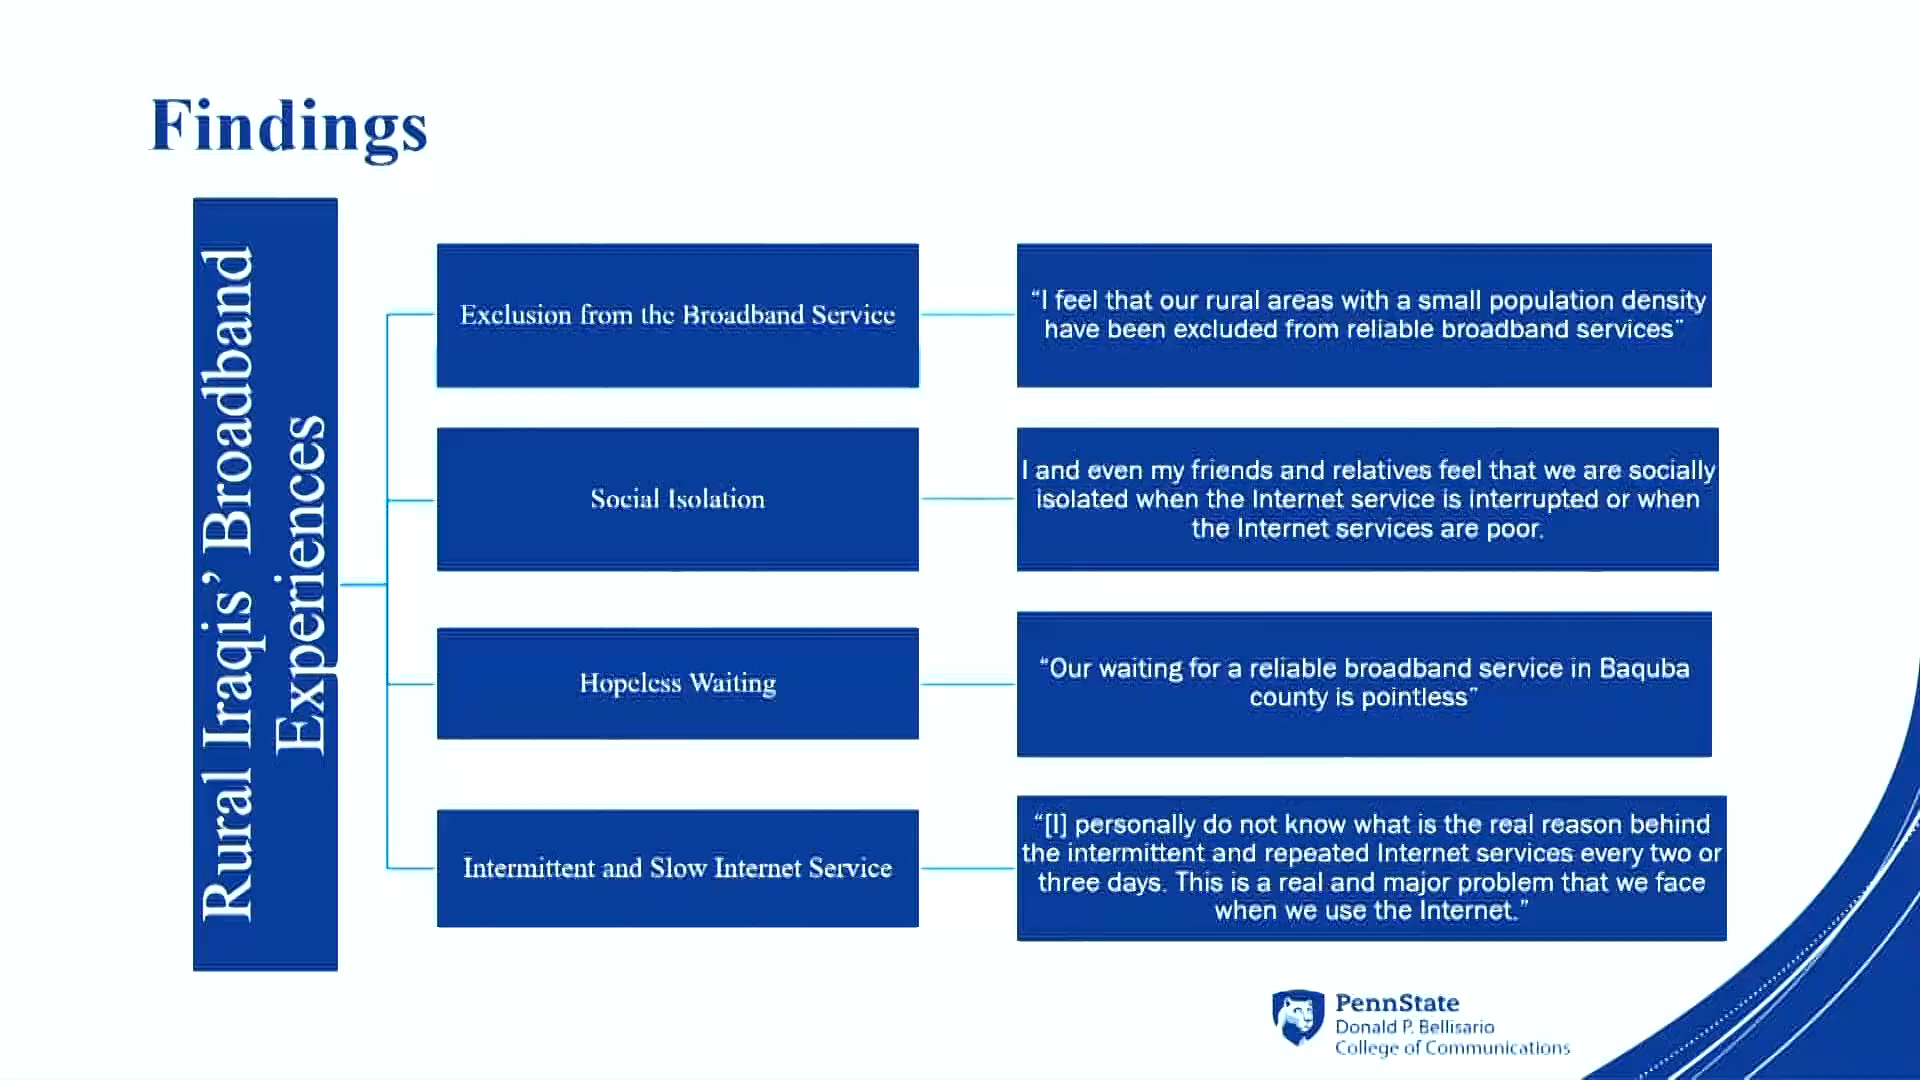 Findings
Rural Iraqis’ Broadband
Experiences
Exclusion from the Broadband Service
“I feel that our rural areas with a small population density
have been excluded from reliable broadband services”
Social Isolation
I and even my friends and relatives feel that we are socially
isolated when the Internet service is interrupted or when
the Internet services are poor.
Hopeless Waiting
“Our waiting for a reliable broadband service in Baquba
county is pointless”
Intermittent and Slow Internet Service
“[I] personally do not know what is the real reason behind
the intermittent and repeated Internet services every two or
three days. This is a real and major problem that we face
when we use the Internet.”
PennState
Donald P. Bellisario
College of Communications